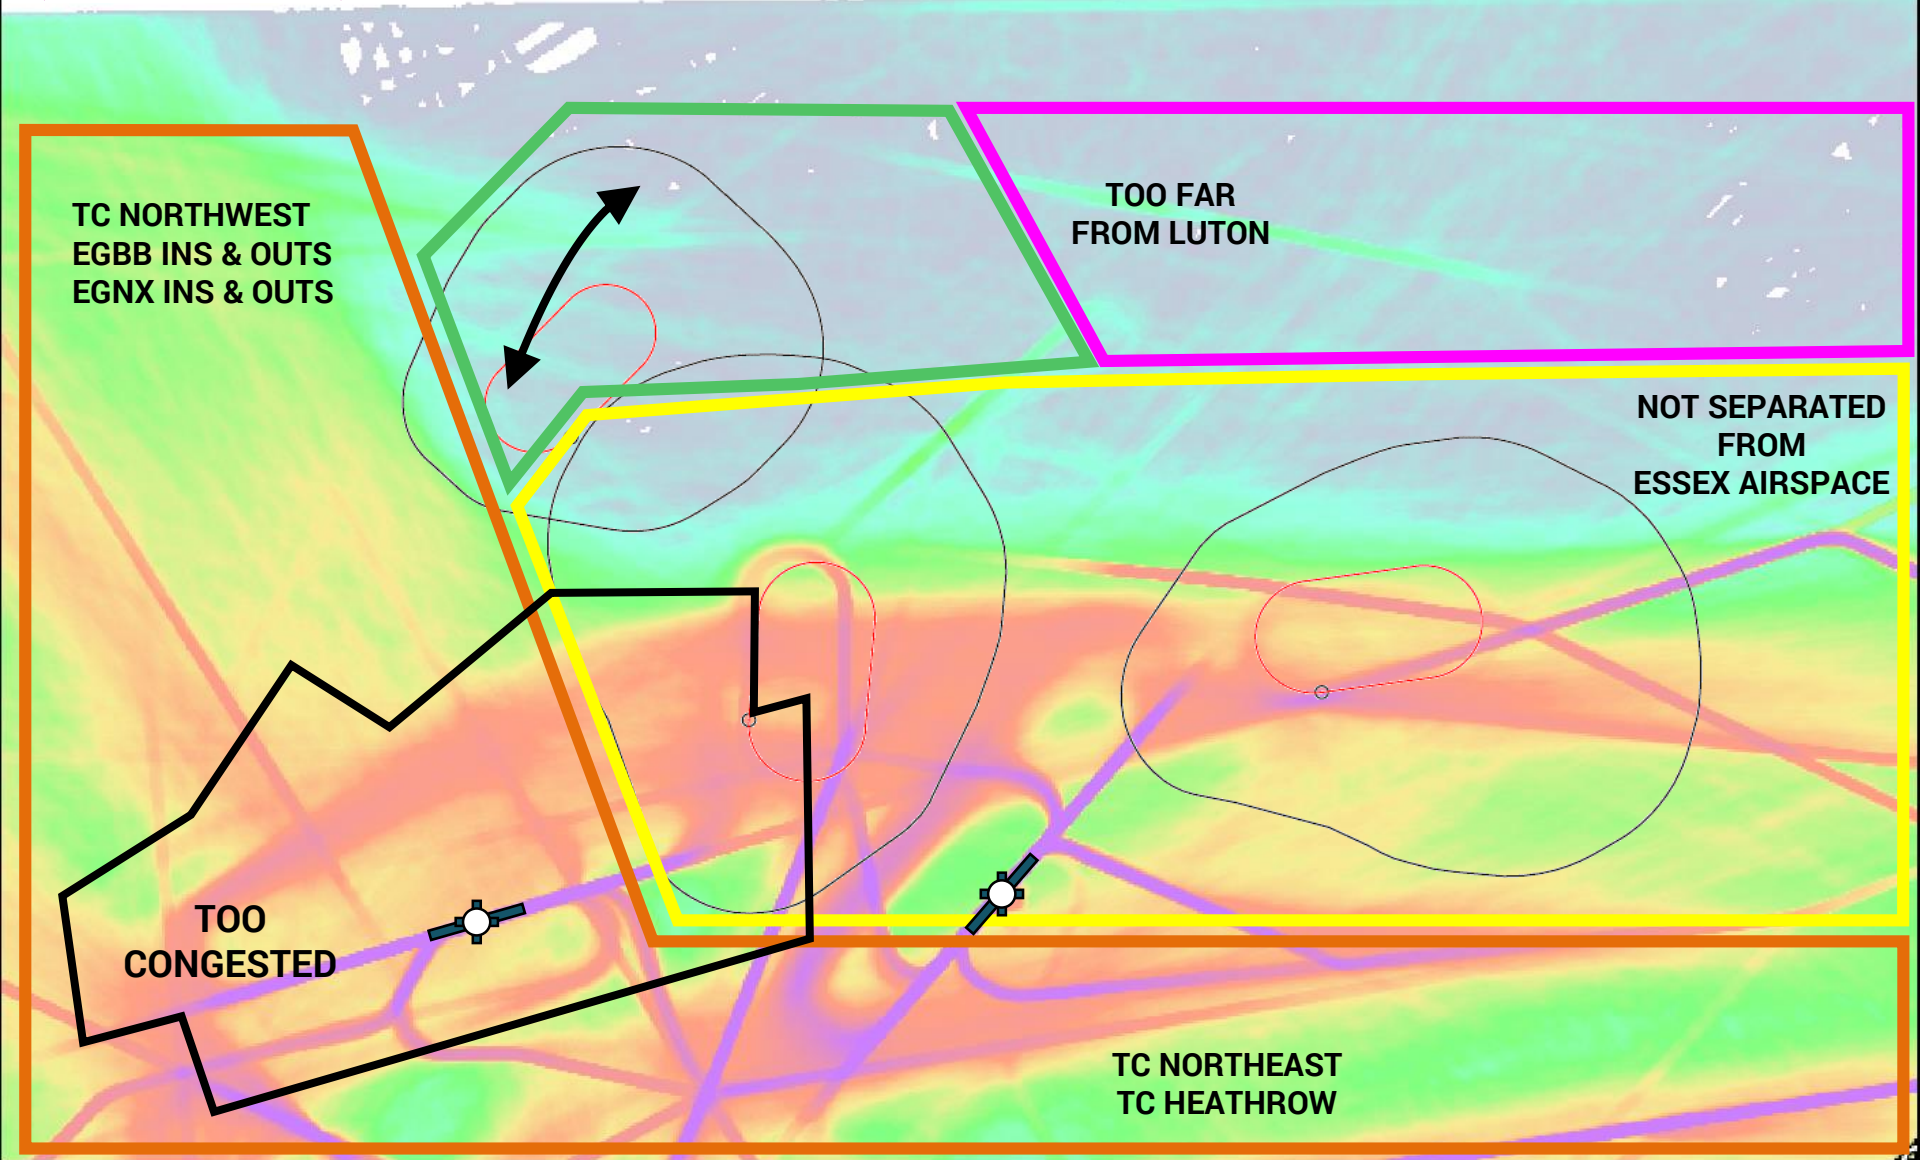 TC NORTHWEST
EGBB INS & OUTS
EGNX INS & OUTS
TOO FAR
FROM LUTON
NOT SEPARATED
FROM
ESSEX AIRSPACE
TOO
CONGESTED
TC NORTHEAST
TC HEATHROW